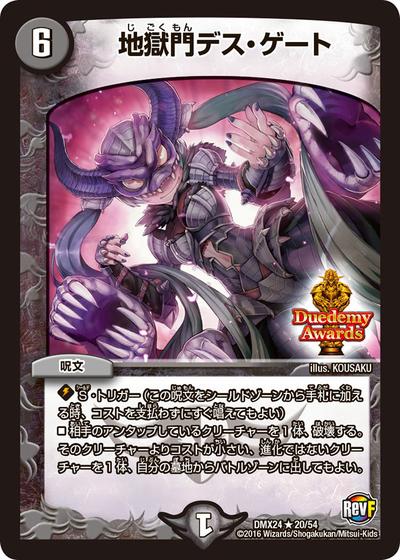 6
じごくもん
地獄門デス・ゲート
Duedemy
Awards
illus. KOUSAKU
呪文
S・トリガー (この呪文をシールドゾーンから手札に加え
る時、コストを支払わずにすぐ唱えてもよい)
■ 相手のアンタップしているクリーチャーを1体、破壊する。
そのクリーチャーよりコストが小さい、進化ではないクリー
チャーを1体、自分の墓地からバトルゾーンに出してもよい。
RevF
DMX24 ★ 20/54
©2016 Wizards/Shogakukan/Mitsui-Kids